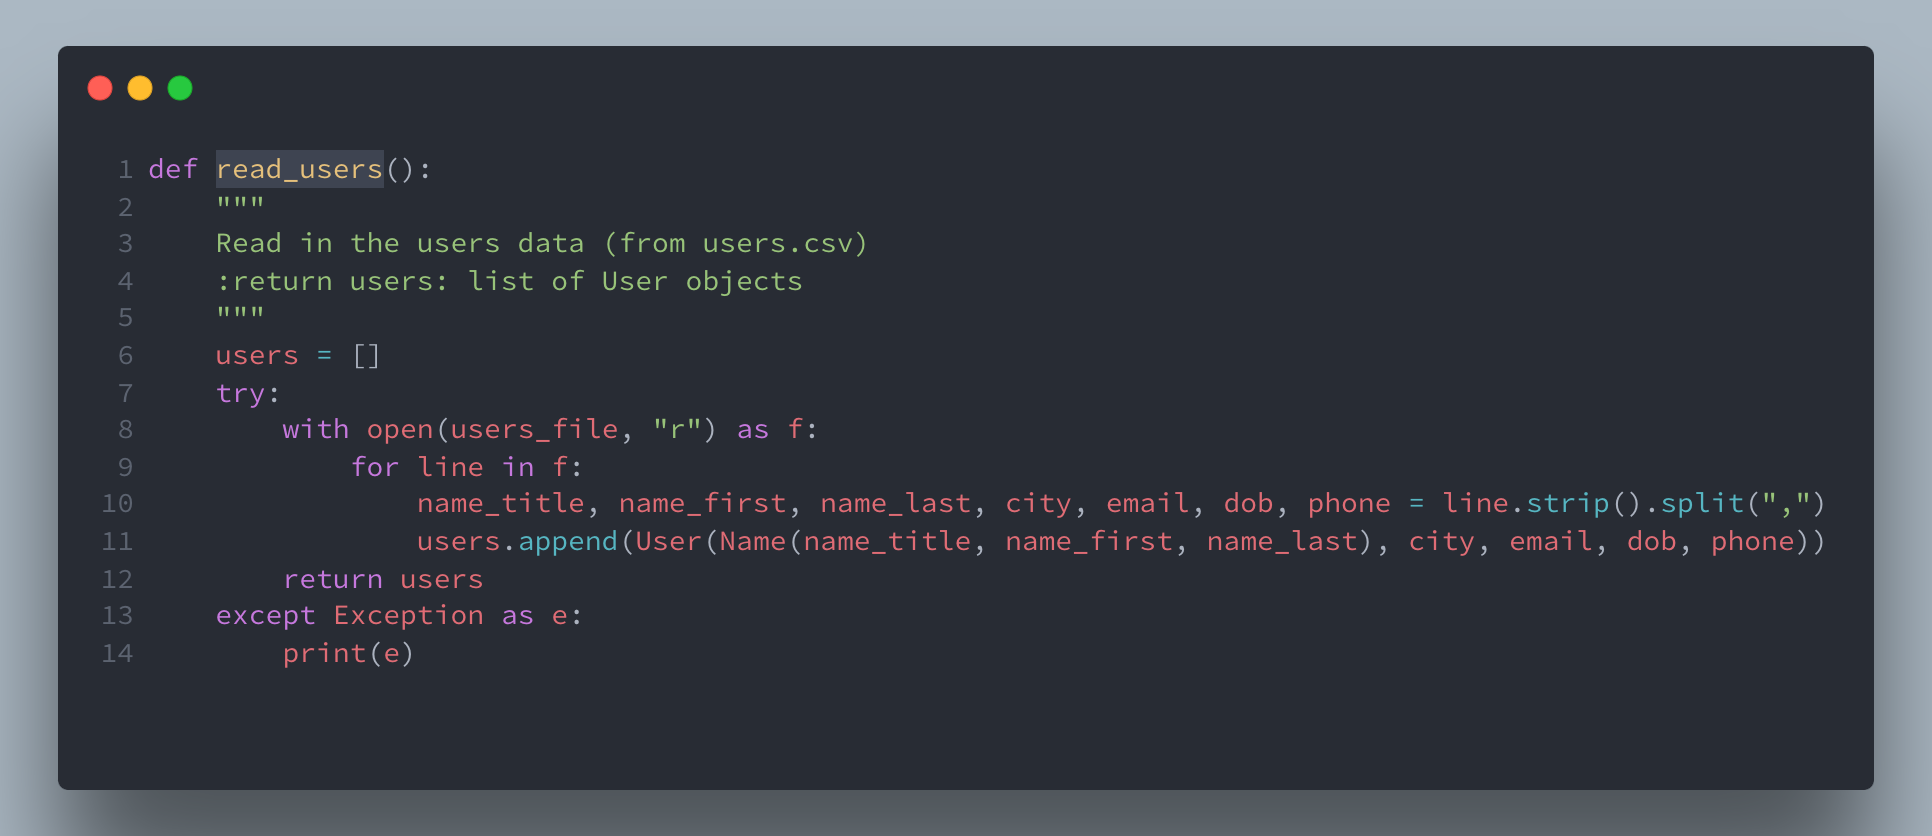 1 def read_users():
2     """
3     Read in the users data (from users.csv)
4     :return users: list of User objects
5     """
6     users = []
7     try:
8         with open(users_file, "r") as f:
9             for line in f:
10                 name_title, name_first, name_last, city, email, dob, phone = line.strip().split(",")
11                 users.append(User(Name(name_title, name_first, name_last), city, email, dob, phone))
12         return users
13     except Exception as e:
14         print(e)